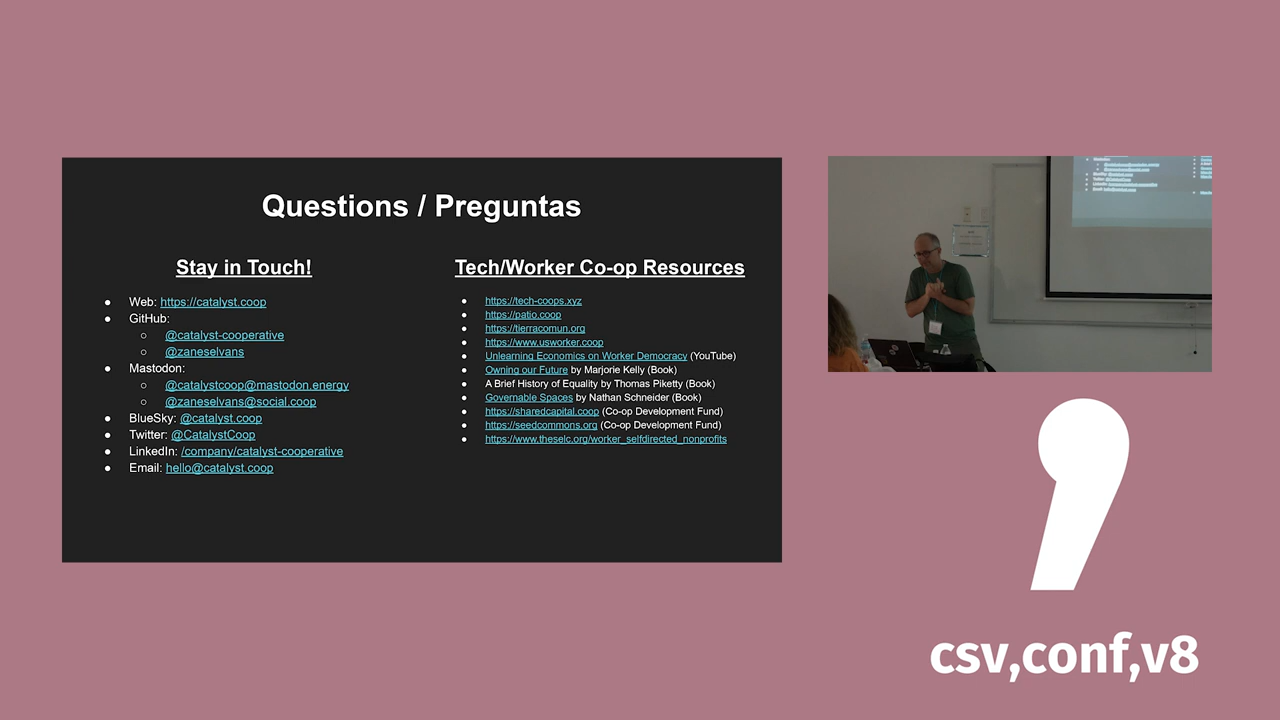 Questions / Preguntas
Stay in Touch!
Web: https://catalyst.coop
GitHub:
@catalyst-cooperative
@zaneselvans
Mastodon:
@catalystcoop@mastodon.energy
@zaneselvans@social.coop
BlueSky: @catalyst.coop
Twitter: @CatalystCoop
LinkedIn: /company/catalyst-cooperative
Email: hello@catalyst.coop
Tech/Worker Co-op Resources
https://tech-coops.xyz
https://patio.coop
https://tierracomun.org
https://www.usworker.coop
Unlearning Economics on Worker Democracy (YouTube)
Owning our Future by Marjorie Kelly (Book)
A Brief History of Equality by Thomas Piketty (Book)
Governable Spaces by Nathan Schneider (Book)
https://sharedcapital.coop (Co-op Development Fund)
https://seedcommons.org (Co-op Development Fund)
https://www.theselc.org/worker_selfdirected_nonprofits
csv,conf,v8